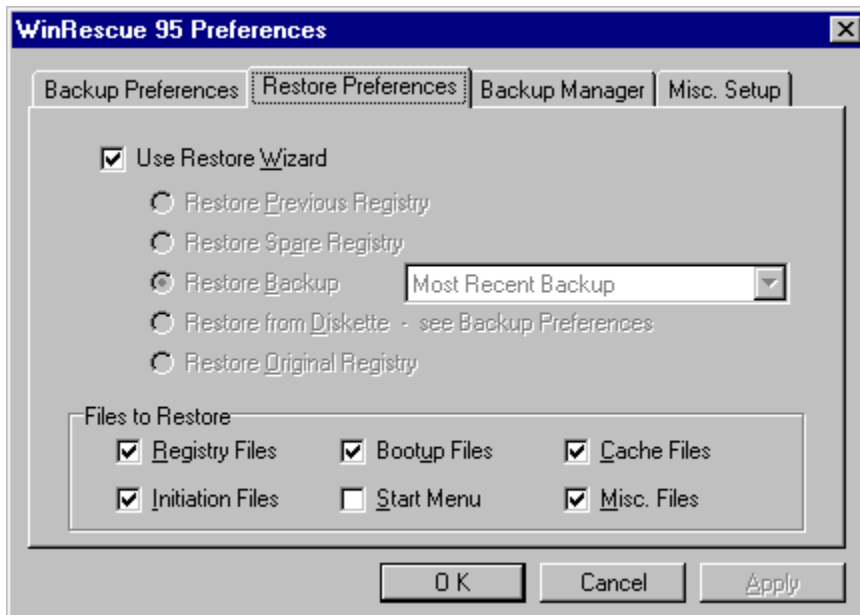 WinRescue 95 Preferences
Backup Preferences Restore Preferences Backup Manager Misc. Setup
Use Restore Wizard
Restore Previous Registry
Restore Spare Registry
Restore Backup Most Recent Backup
Restore from Diskette - see Backup Preferences
Restore Original Registry
Files to Restore
Registry Files Bootup Files Cache Files
Initiation Files Start Menu Misc. Files
O K Cancel Apply